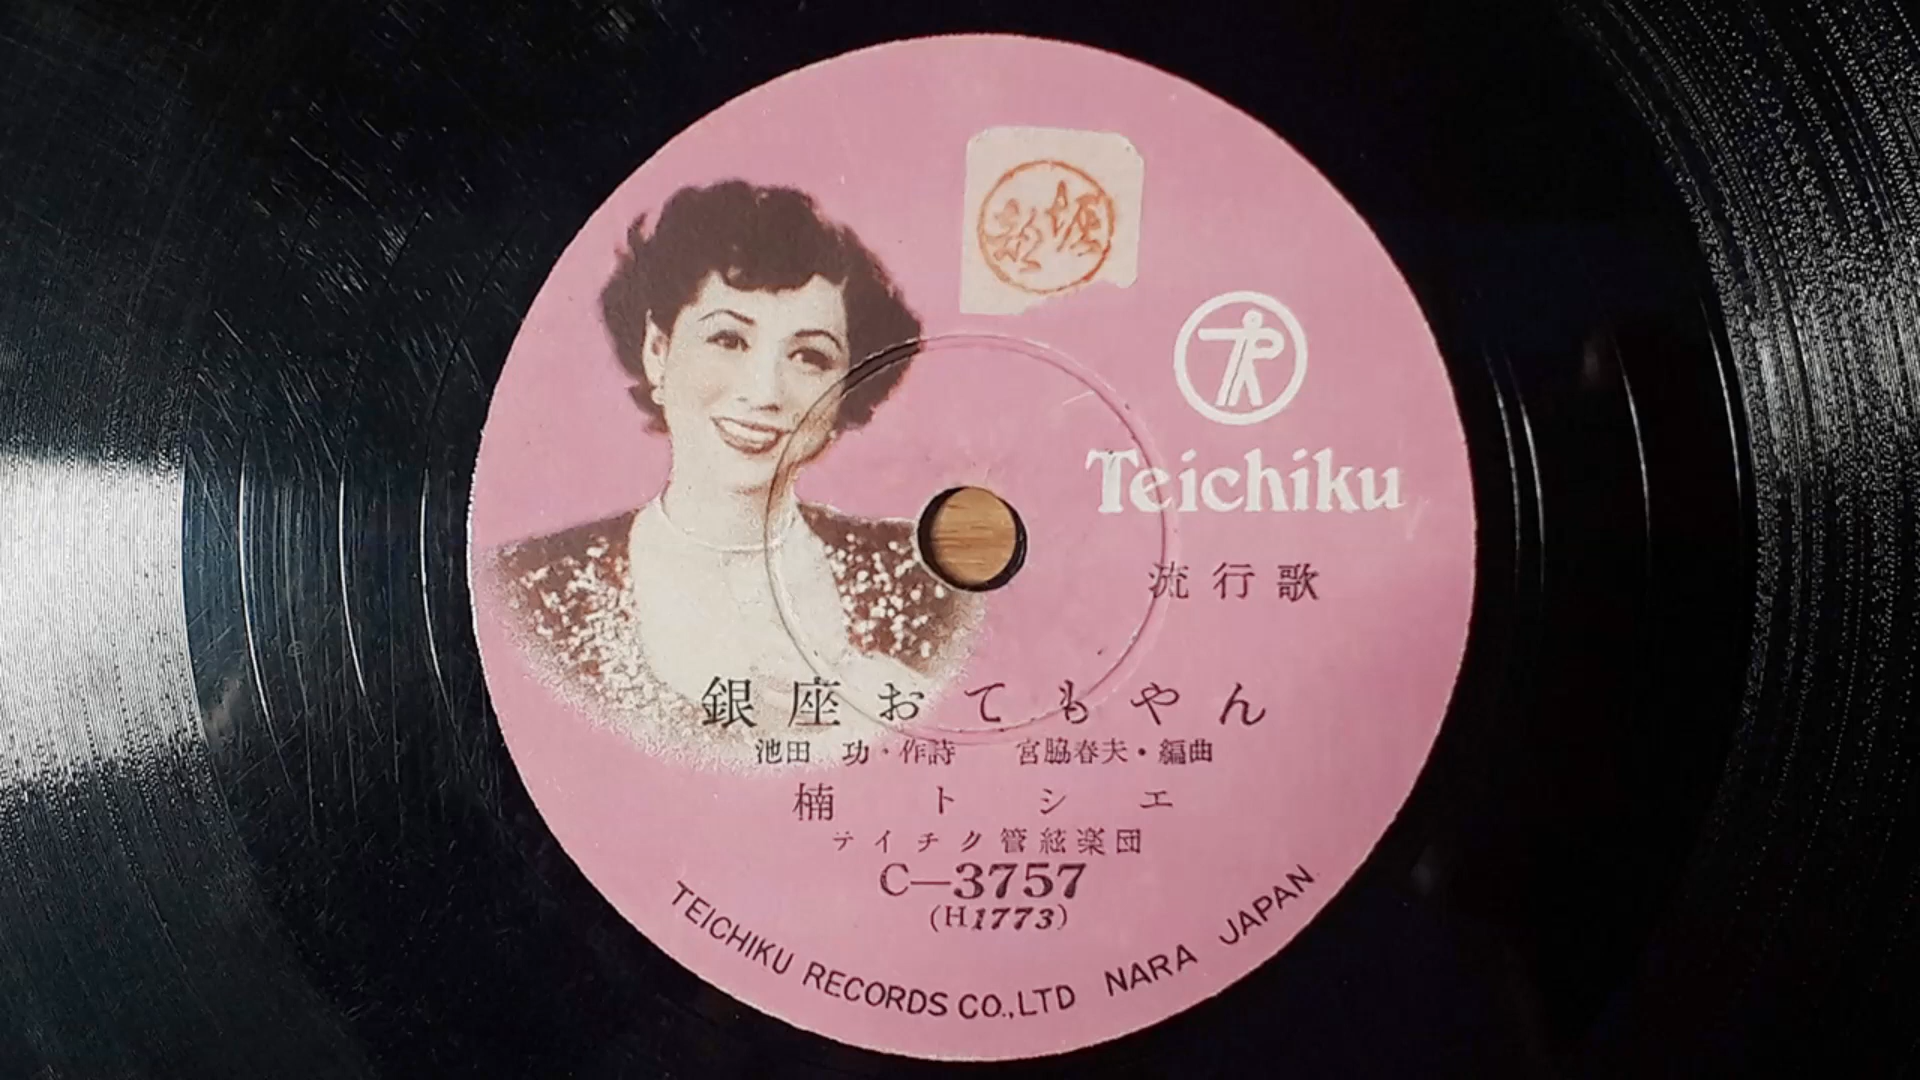 Teichiku
流行歌
銀座おてもやん
池田 功・作詩 宮脇春夫・編曲
楠トシエ
テイチク管絃楽団
C—3757
(H1773)
TEICHIKU RECORDS CO.,LTD NARA JAPAN